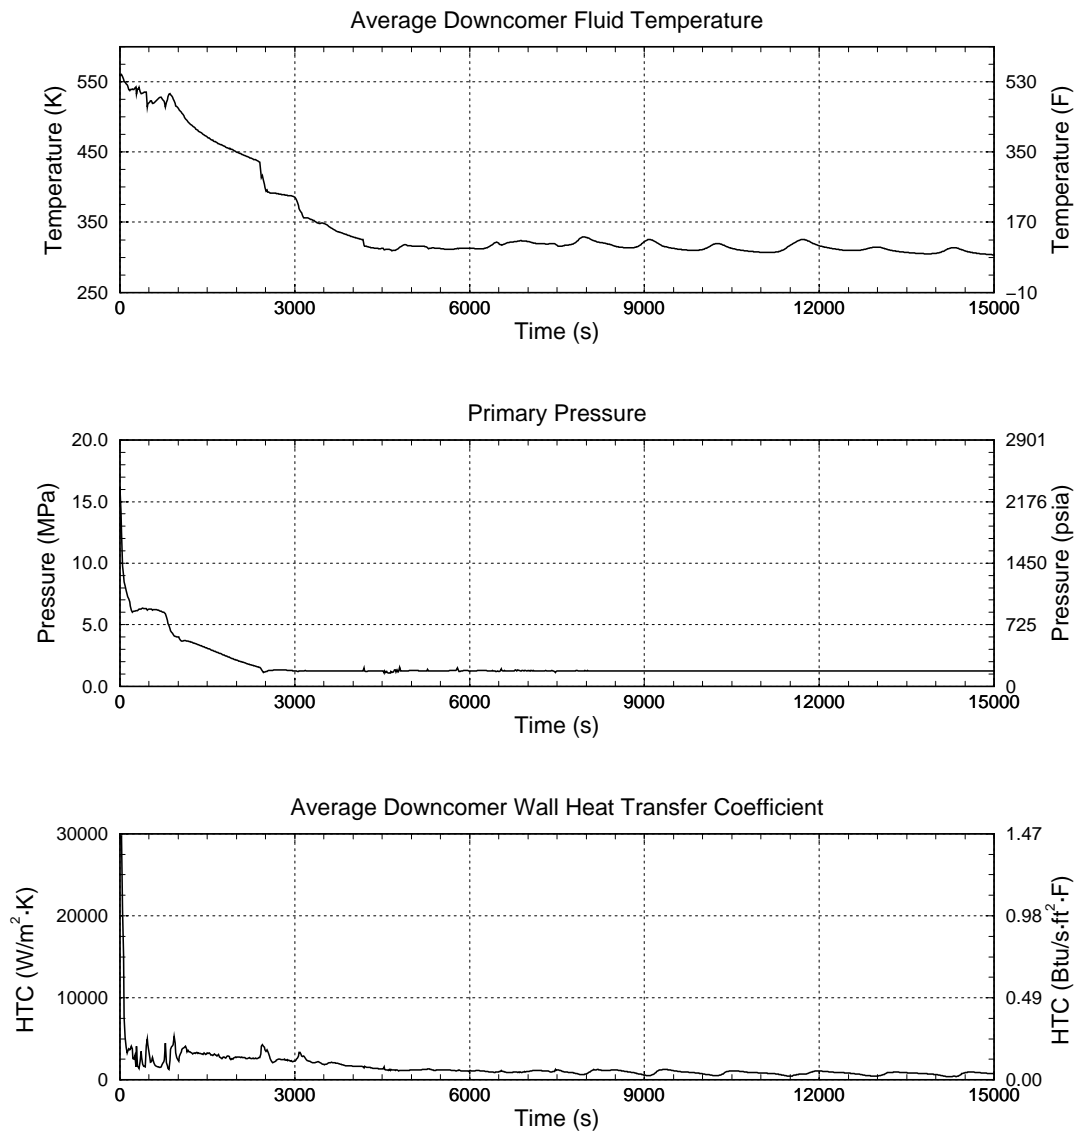 Average Downcomer Fluid Temperature
550
450
350
250
Temperature (K)
530
350
170
−10
Temperature (F)
0 3000 6000 9000 12000 15000
Time (s)
Primary Pressure
20.0
15.0
10.0
5.0
0.0
Pressure (MPa)
2901
2176
1450
725
0
Pressure (psia)
0 3000 6000 9000 12000 15000
Time (s)
Average Downcomer Wall Heat Transfer Coefficient
30000
20000
10000
0
HTC (W/m²·K)
1.47
0.98
0.49
0.00
HTC (Btu/s·ft²·F)
0 3000 6000 9000 12000 15000
Time (s)